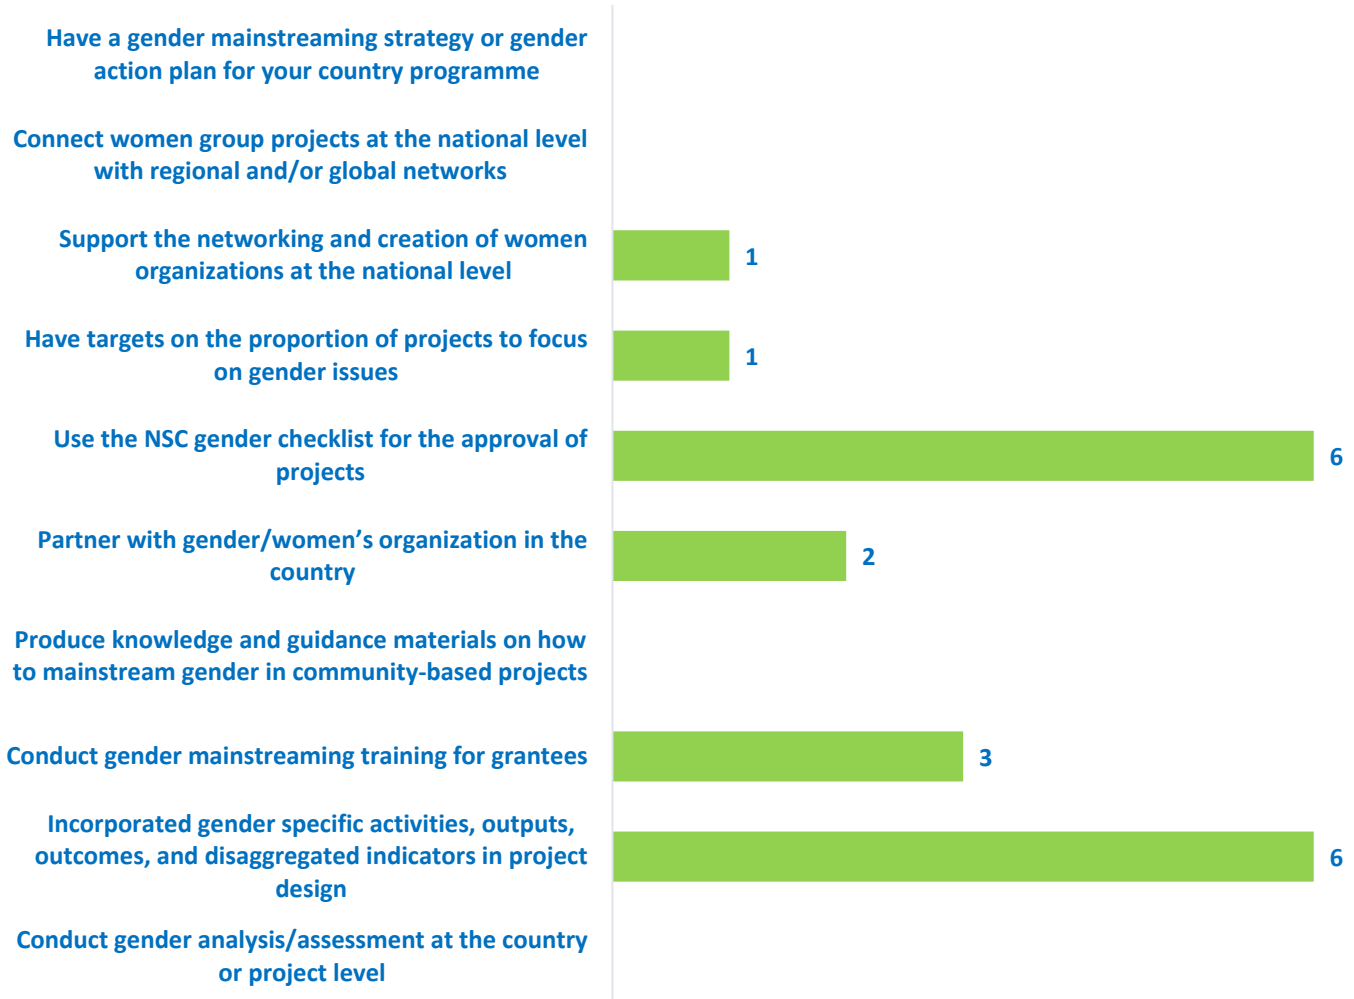 Have a gender mainstreaming strategy or gender
action plan for your country programme
Connect women group projects at the national level
with regional and/or global networks
Support the networking and creation of women
organizations at the national level
1
Have targets on the proportion of projects to focus
on gender issues
1
Use the NSC gender checklist for the approval of
projects
6
Partner with gender/women’s organization in the
country
2
Produce knowledge and guidance materials on how
to mainstream gender in community-based projects
Conduct gender mainstreaming training for grantees
3
Incorporated gender specific activities, outputs,
outcomes, and disaggregated indicators in project
design
6
Conduct gender analysis/assessment at the country
or project level